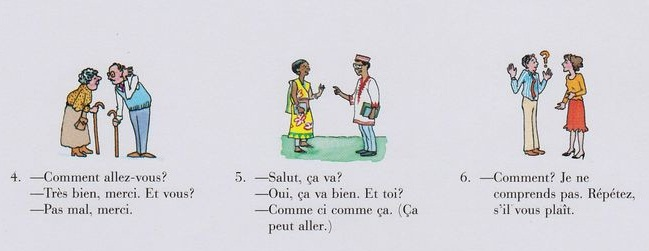 4. —Comment allez-vous?
—Très bien, merci. Et vous?
—Pas mal, merci.
5. —Salut, ça va?
—Oui, ça va bien. Et toi?
—Comme ci comme ça. (Ça
peut aller.)
6. —Comment? Je ne
comprends pas. Répétez,
s'il vous plaît.